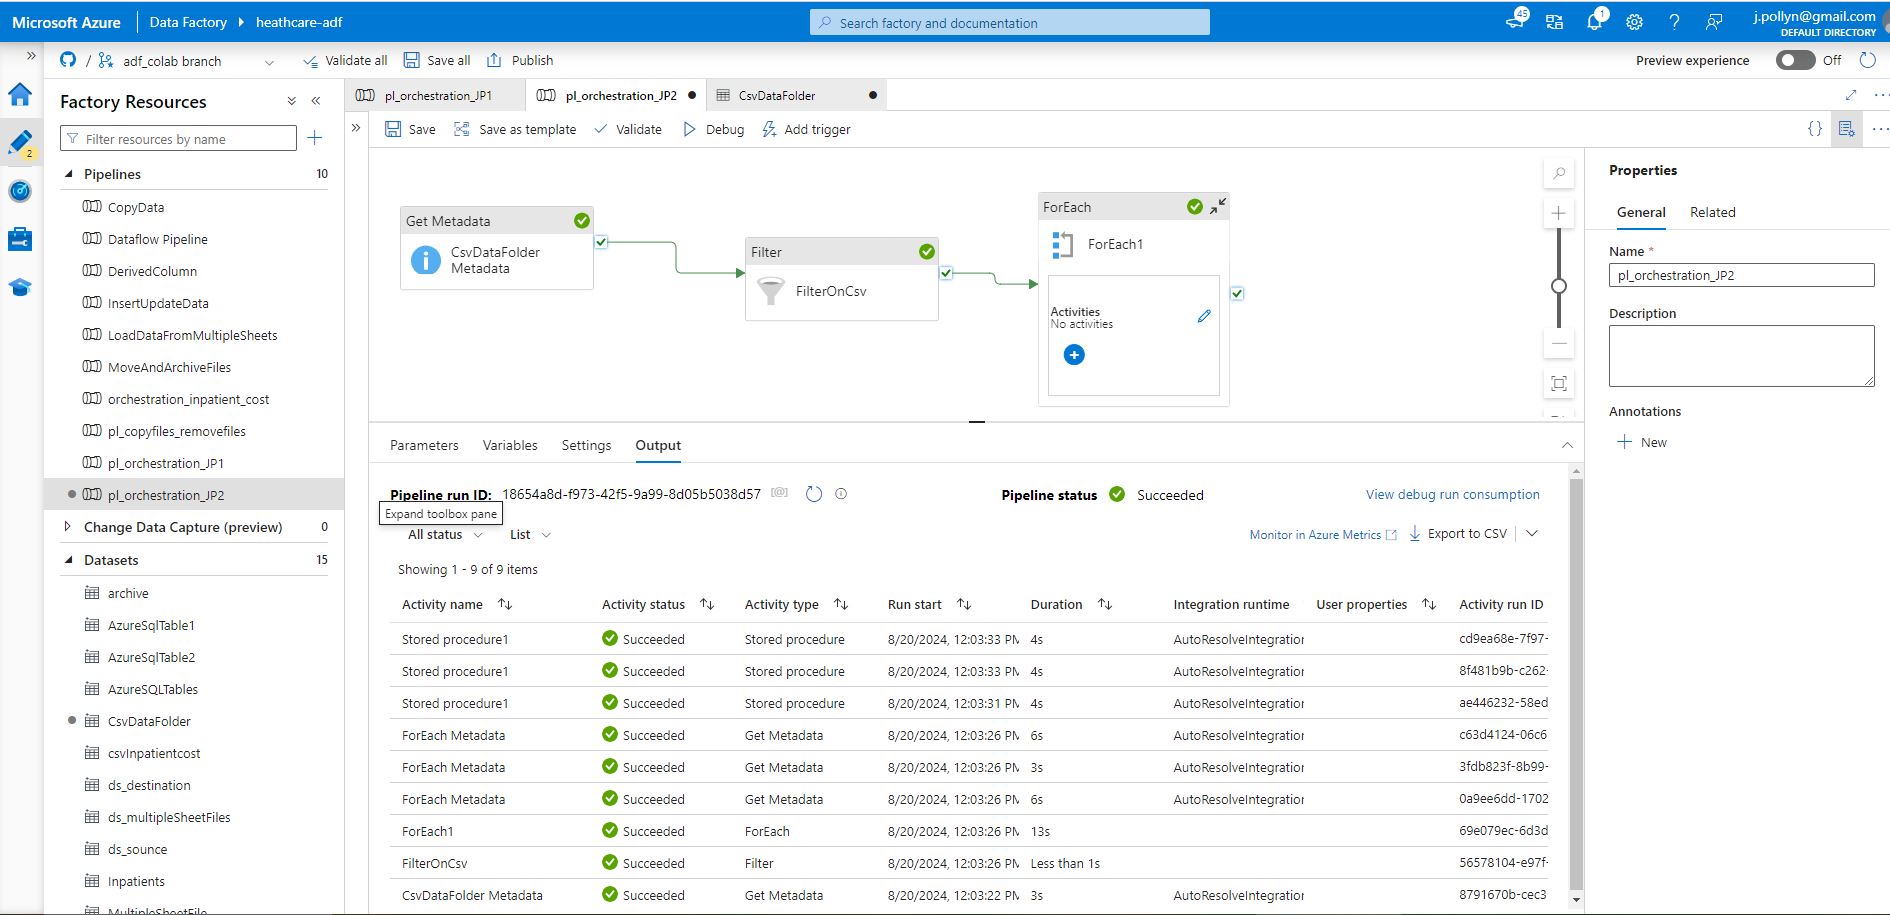 Microsoft Azure
Data Factory
heathcare-adf
Search factory and documentation
45
1
j.pollyn@gmail.com
DEFAULT DIRECTORY
/
adf_colab branch
Validate all
Save all
Publish
Preview experience
Off
Factory Resources
Filter resources by name
2
Pipelines 10
CopyData
Dataflow Pipeline
DerivedColumn
InsertUpdateData
LoadDataFromMultipleSheets
MoveAndArchiveFiles
orchestration_inpatient_cost
pl_copyfiles_removefiles
pl_orchestration_JP1
pl_orchestration_JP2
Change Data Capture (preview) 0
Datasets 15
archive
AzureSqlTable1
AzureSqlTable2
AzureSQLTables
CsvDataFolder
csvInpatientcost
ds_destination
ds_multipleSheetFiles
ds_source
Inpatients
MultipleSheetFile
pl_orchestration_JP1
pl_orchestration_JP2
CsvDataFolder
Save
Save as template
Validate
Debug
Add trigger
{}
Get Metadata
CsvDataFolder
Metadata
Filter
FilterOnCsv
ForEach
ForEach1
Activities
No activities
Properties
General
Related
Name *
pl_orchestration_JP2
Description
Annotations
New
Parameters
Variables
Settings
Output
Pipeline run ID: 18654a8d-f973-42f5-9a99-8d05b5038d57
Pipeline status Succeeded
View debug run consumption
Expand toolbox pane
All status
List
Monitor in Azure Metrics
Export to CSV
Showing 1 - 9 of 9 items
Activity name Activity status Activity type Run start Duration Integration runtime User properties Activity run ID
Stored procedure1 Succeeded Stored procedure 8/20/2024, 12:03:33 PM 4s AutoResolveIntegration cd9ea68e-7f97-
Stored procedure1 Succeeded Stored procedure 8/20/2024, 12:03:33 PM 4s AutoResolveIntegration 8f481b9b-c262-
Stored procedure1 Succeeded Stored procedure 8/20/2024, 12:03:31 PM 4s AutoResolveIntegration ae446232-58ed
ForEach Metadata Succeeded Get Metadata 8/20/2024, 12:03:26 PM 6s AutoResolveIntegration c63d4124-06c6
ForEach Metadata Succeeded Get Metadata 8/20/2024, 12:03:26 PM 3s AutoResolveIntegration 3fdb823f-8b99-
ForEach Metadata Succeeded Get Metadata 8/20/2024, 12:03:26 PM 6s AutoResolveIntegration 0a9ee6dd-1702
ForEach1 Succeeded ForEach 8/20/2024, 12:03:26 PM 13s 69e079ec-6d3d
FilterOnCsv Succeeded Filter 8/20/2024, 12:03:26 PM Less than 1s 56578104-e97f-
CsvDataFolder Metadata Succeeded Get Metadata 8/20/2024, 12:03:22 PM 3s AutoResolveIntegration 8791670b-cec3